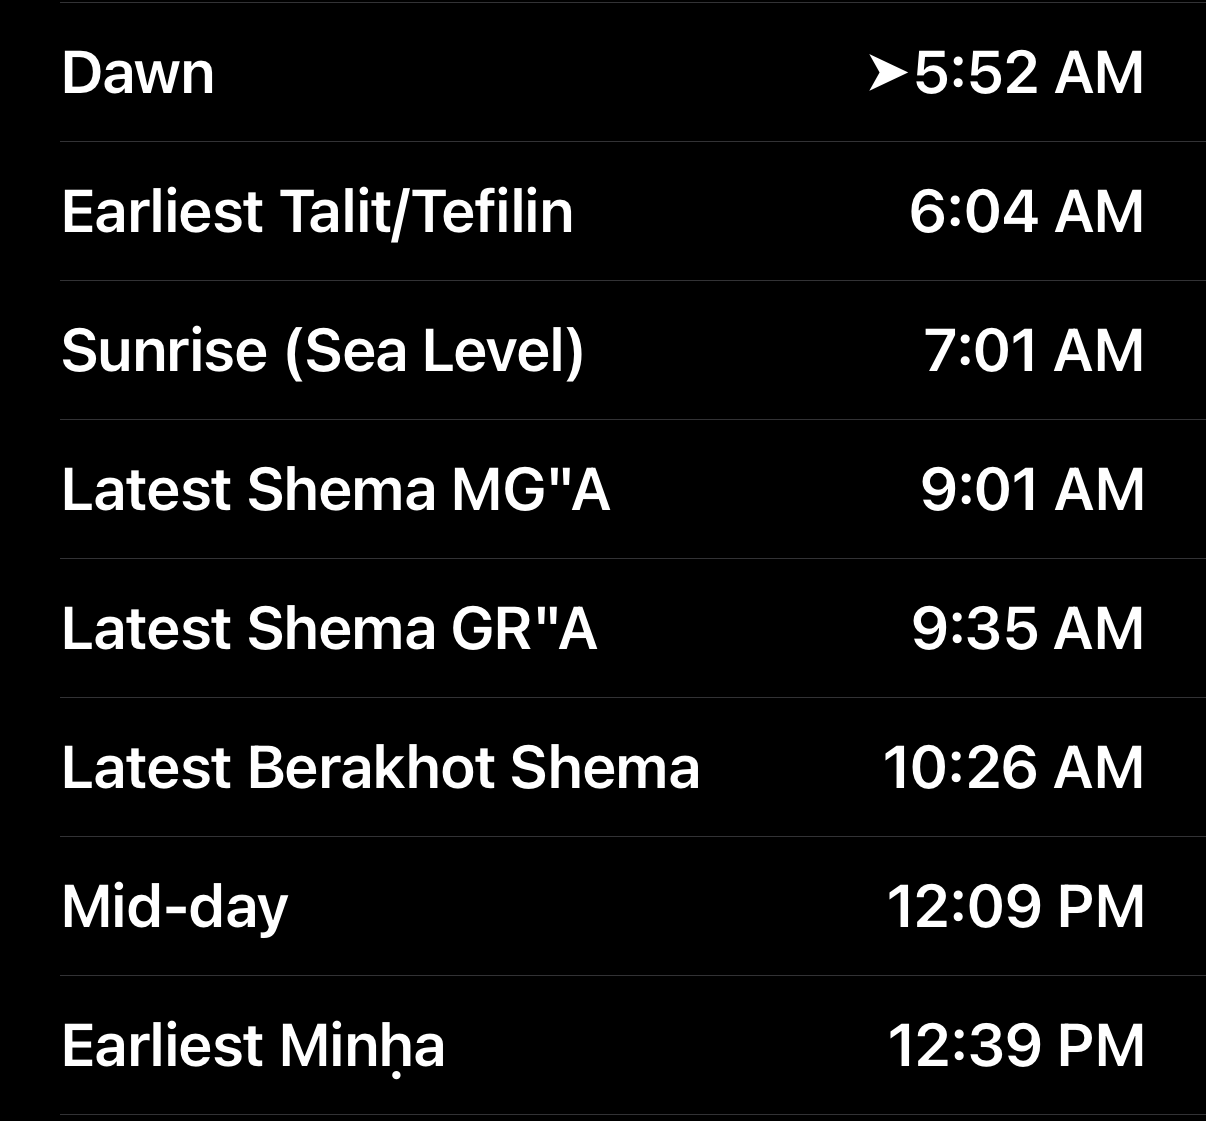 Dawn ➤5:52 AM
Earliest Talit/Tefilin 6:04 AM
Sunrise (Sea Level) 7:01 AM
Latest Shema MG"A 9:01 AM
Latest Shema GR"A 9:35 AM
Latest Berakhot Shema 10:26 AM
Mid-day 12:09 PM
Earliest Minḥa 12:39 PM